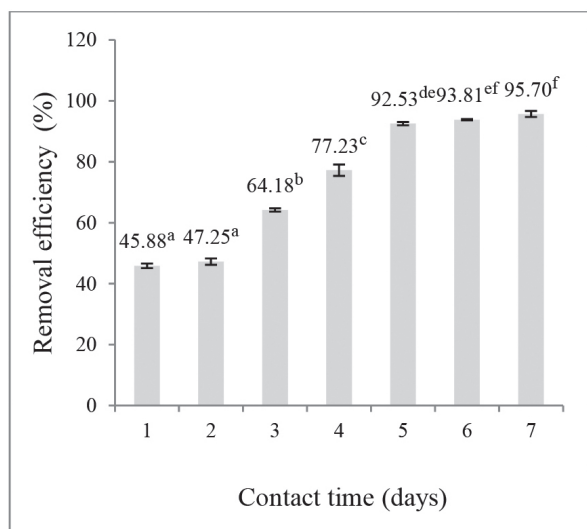 120
100
80
60
40
20
0
Removal efficiency (%)
45.88a 47.25a 64.18b 77.23c 92.53de 93.81ef 95.70f
1 2 3 4 5 6 7
Contact time (days)